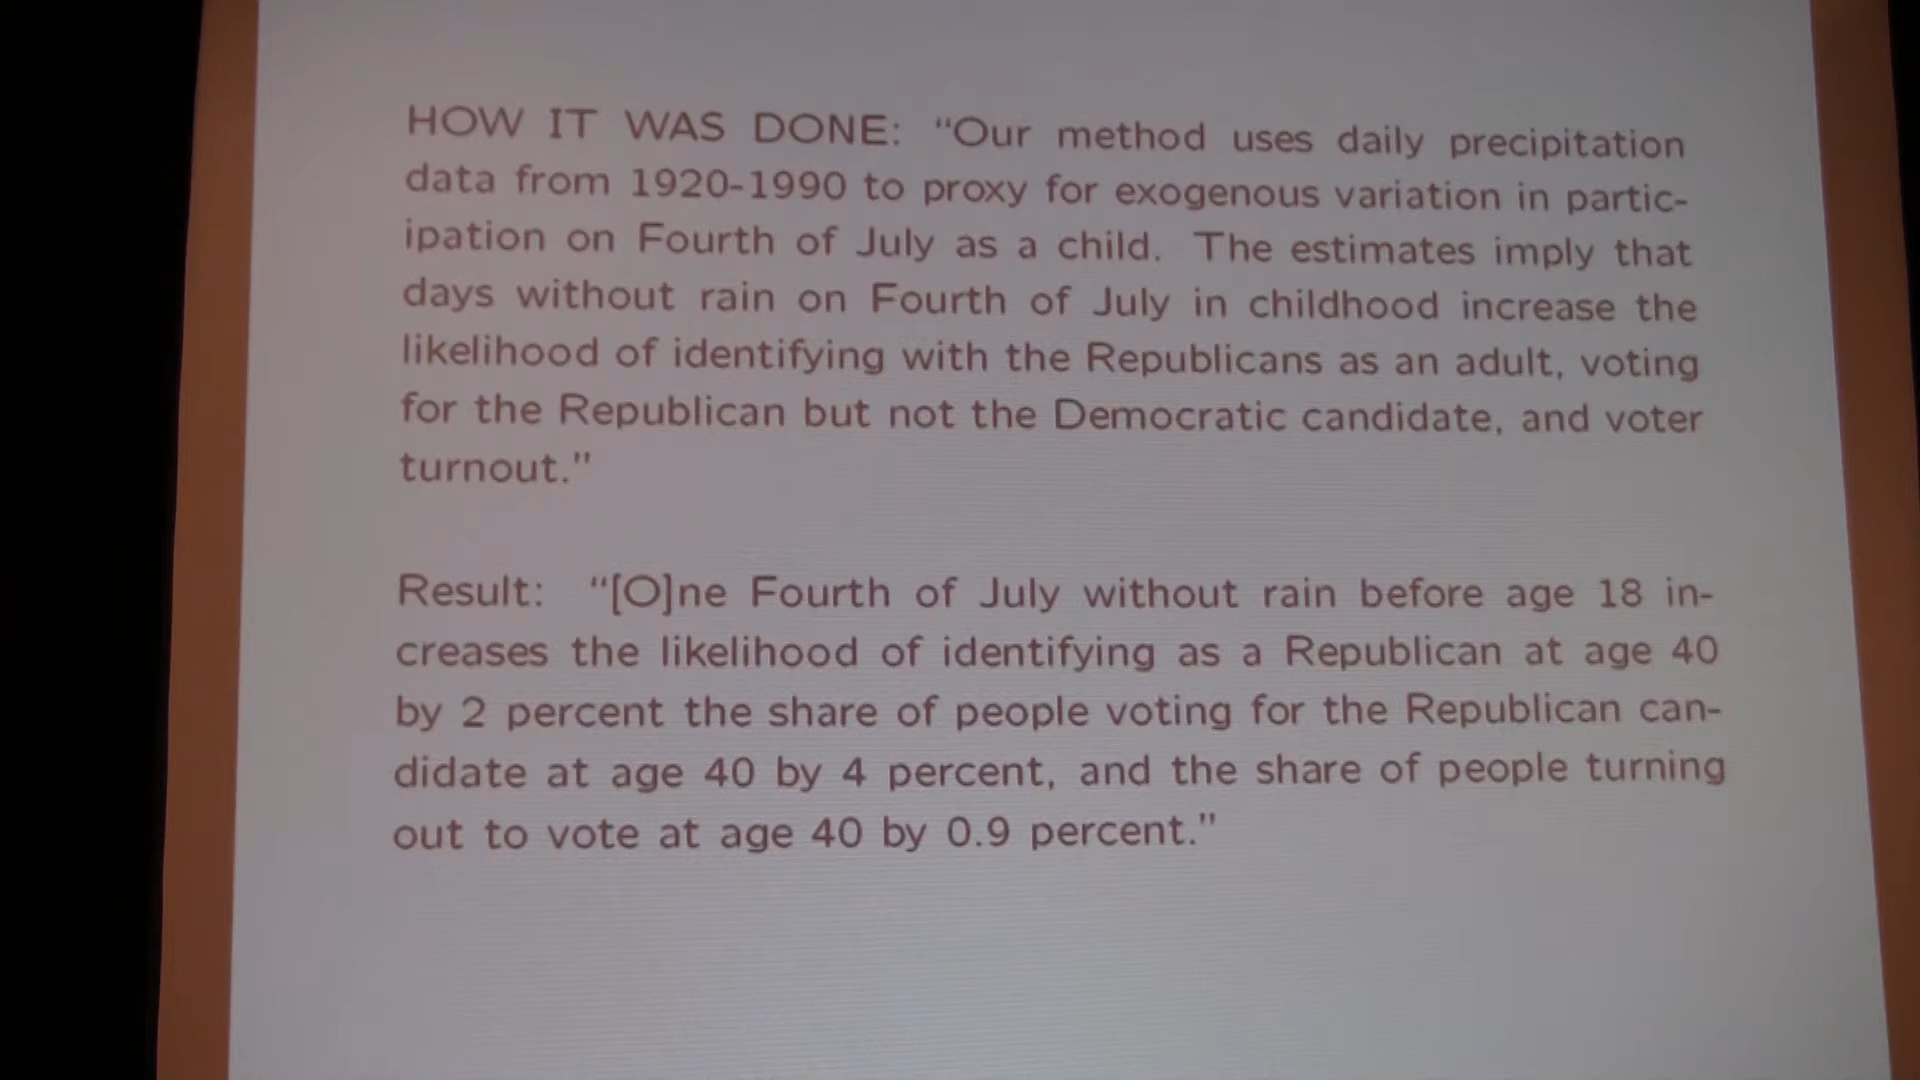 HOW IT WAS DONE: “Our method uses daily precipitation
data from 1920-1990 to proxy for exogenous variation in partic-
ipation on Fourth of July as a child. The estimates imply that
days without rain on Fourth of July in childhood increase the
likelihood of identifying with the Republicans as an adult, voting
for the Republican but not the Democratic candidate, and voter
turnout."
Result: “[O]ne Fourth of July without rain before age 18 in-
creases the likelihood of identifying as a Republican at age 40
by 2 percent the share of people voting for the Republican can-
didate at age 40 by 4 percent, and the share of people turning
out to vote at age 40 by 0.9 percent."